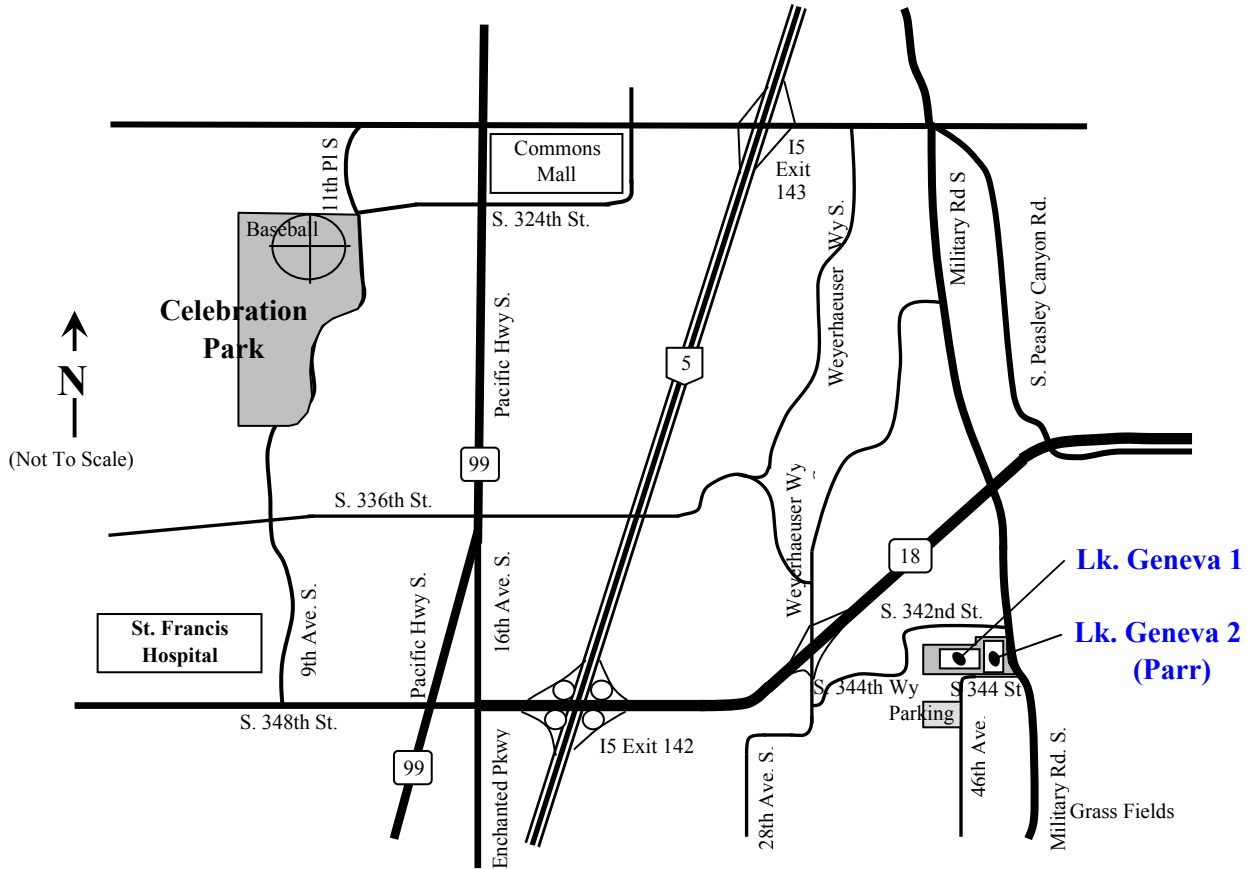 Commons
Mall
I5
Exit
143
11th Pl S
S. 324th St.
Baseball
Celebration
Park
N
(Not To Scale)
Pacific Hwy S.
5
Weyerhaeuser Wy S.
Military Rd S
S. Peasley Canyon Rd.
99
S. 336th St.
Weyerhaeuser Wy
18
Lk. Geneva 1
S. 342nd St.
Lk. Geneva 2
(Parr)
St. Francis
Hospital
9th Ave. S.
Pacific Hwy S.
16th Ave. S.
S. 344th Wy
S 344 St
Parking
S. 348th St.
I5 Exit 142
99
Enchanted Pkwy
28th Ave. S.
46th Ave.
Military Rd. S.
Grass Fields